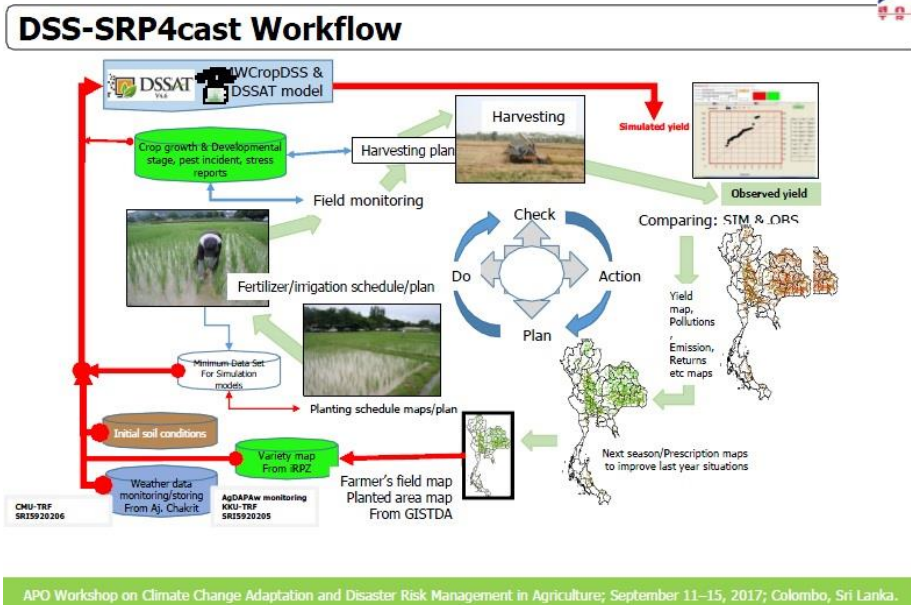 DSS-SRP4cast Workflow
DSSAT
MWCropDSS &
DSSAT model
Harvesting
Simulated yield
Crop growth & Developmental
stage, pest incident, stress
reports
Harvesting plan
Observed yield
Field monitoring
Check
Comparing: SIM & OBS
Do
Action
Fertilizer/irrigation schedule/plan
Plan
Yield
map,
Pollutions
,
Emission,
Returns
etc maps
Minimum Data Set
For Simulation
models
Planting schedule maps/plan
Initial soil conditions
Variety map
From iRPZ
Next season/Prescription maps
to improve last year situations
Farmer's field map
Planted area map
From GISTDA
Weather data
monitoring/storing
From Aj. Chakrit
CMU-TRF
SRI5920206
AgDAPAw monitoring
KKU-TRF
SRI5920205
APO Workshop on Climate Change Adaptation and Disaster Risk Management in Agriculture; September 11–15, 2017; Colombo, Sri Lanka.